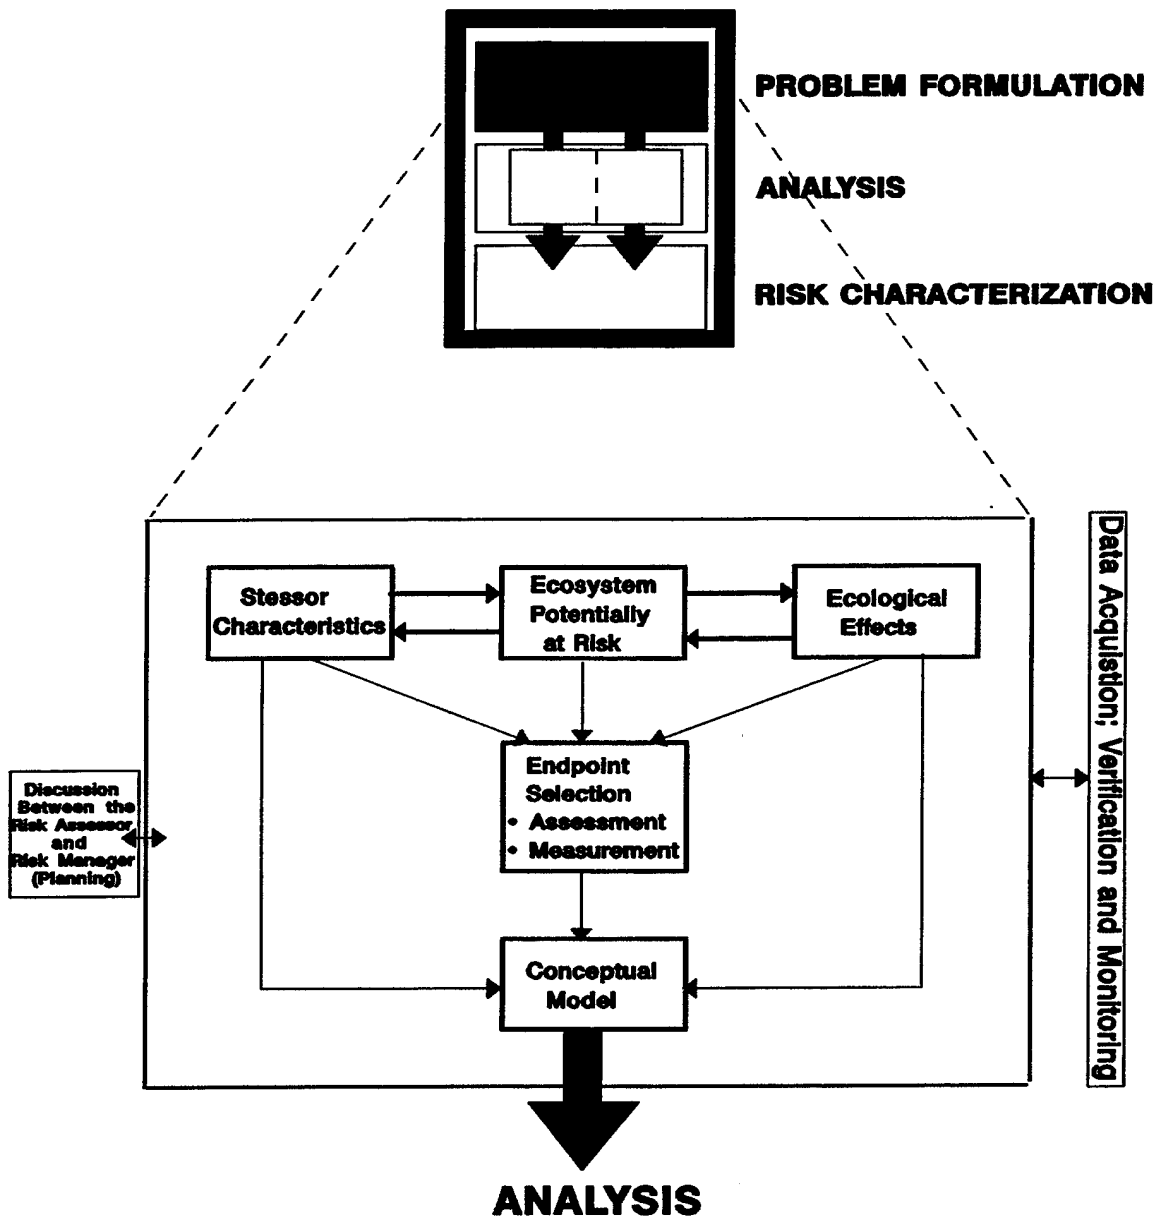 PROBLEM FORMULATION
ANALYSIS
RISK CHARACTERIZATION
Stessor
Characteristics
Ecosystem
Potentially
at Risk
Ecological
Effects
Endpoint
Selection
• Assessment
• Measurement
Discussion
Between the
Risk Assessor
and
Risk Manager
(Planning)
Conceptual
Model
Data Acquistion; Verification and Monitoring
ANALYSIS